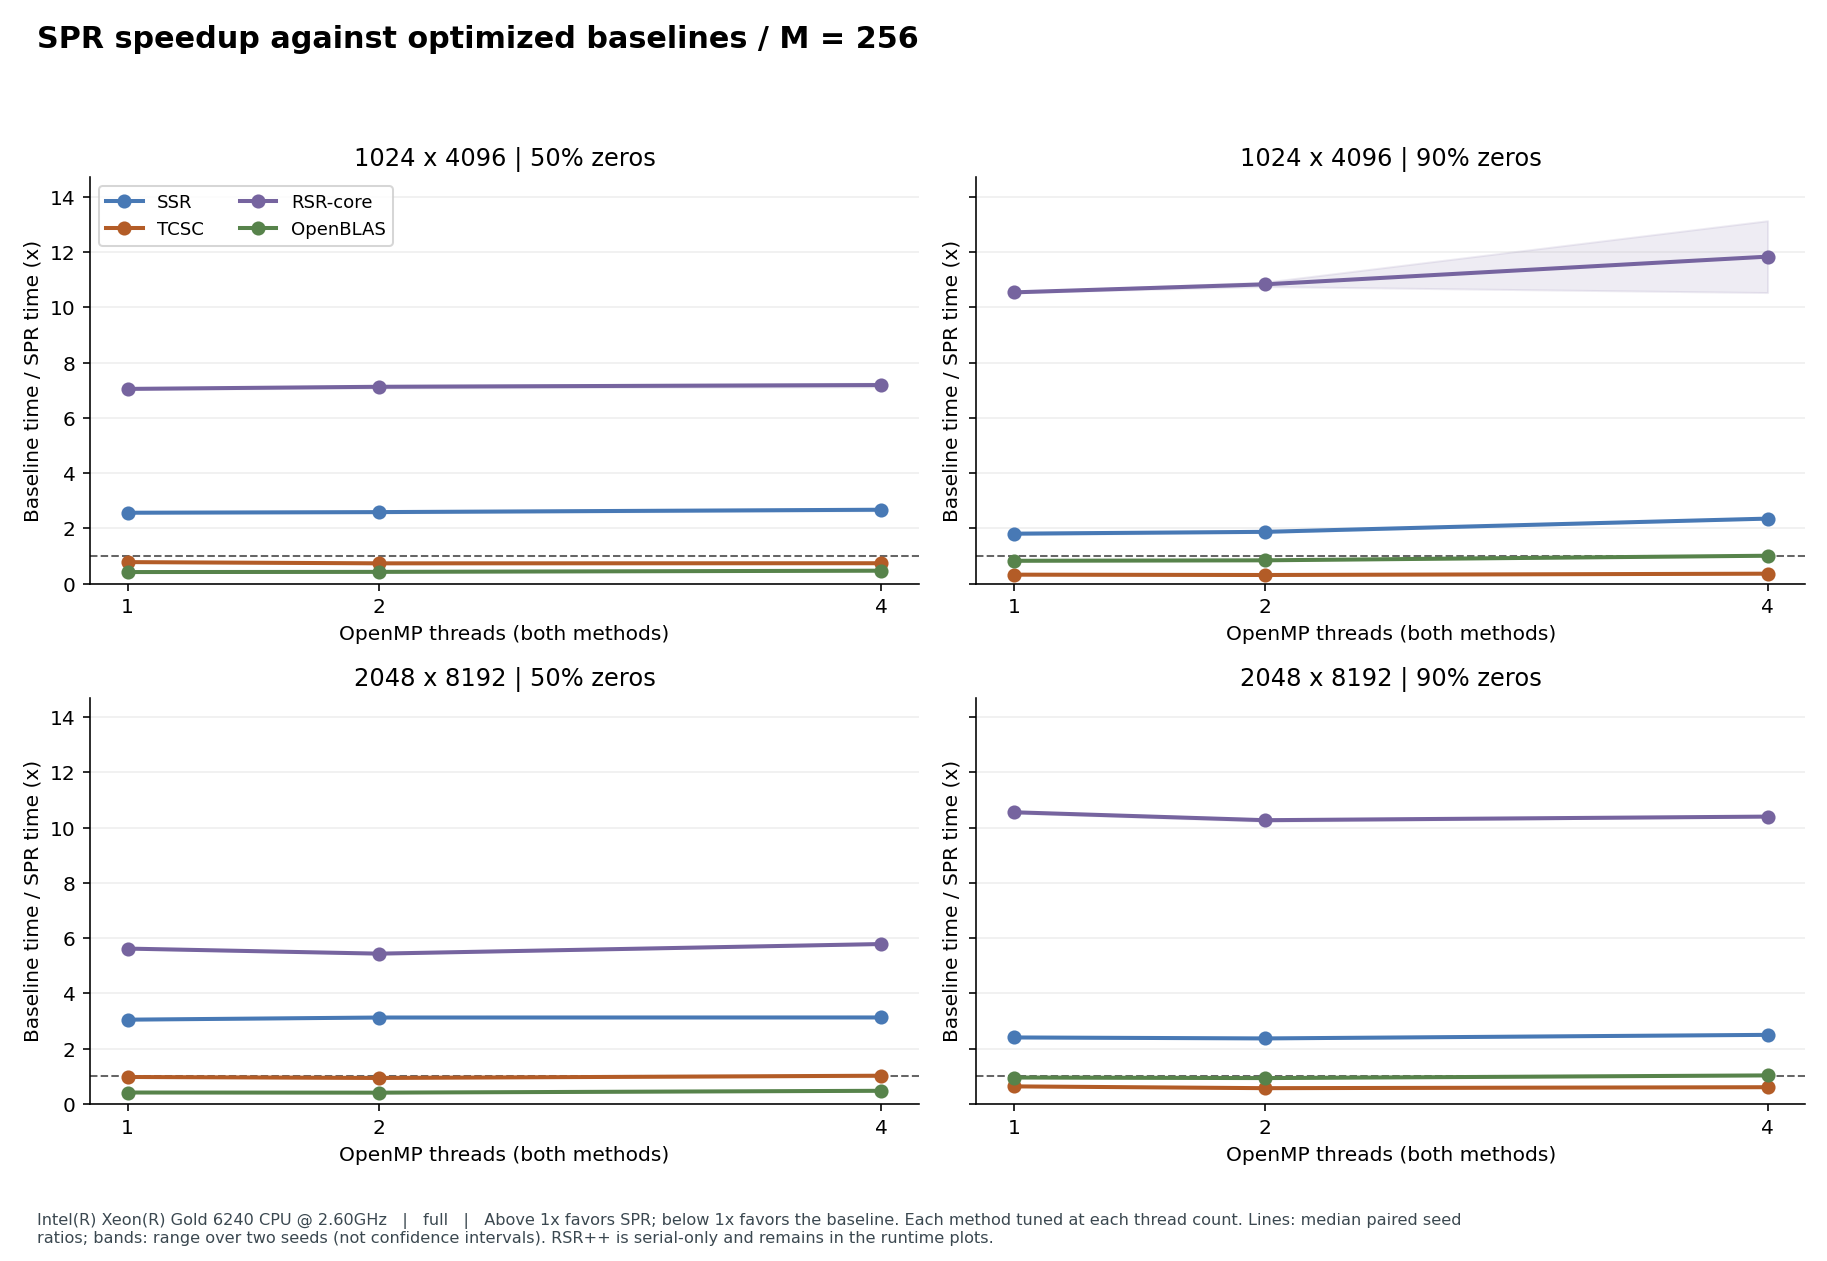 SPR speedup against optimized baselines / M = 256
1024 x 4096 | 50% zeros
SSR
TCSC
RSR-core
OpenBLAS
14
12
10
8
6
4
2
0
Baseline time / SPR time (x)
1
2
4
OpenMP threads (both methods)
1024 x 4096 | 90% zeros
Baseline time / SPR time (x)
1
2
4
OpenMP threads (both methods)
2048 x 8192 | 50% zeros
14
12
10
8
6
4
2
0
Baseline time / SPR time (x)
1
2
4
OpenMP threads (both methods)
2048 x 8192 | 90% zeros
Baseline time / SPR time (x)
1
2
4
OpenMP threads (both methods)
Intel(R) Xeon(R) Gold 6240 CPU @ 2.60GHz | full | Above 1x favors SPR; below 1x favors the baseline. Each method tuned at each thread count. Lines: median paired seed
ratios; bands: range over two seeds (not confidence intervals). RSR++ is serial-only and remains in the runtime plots.